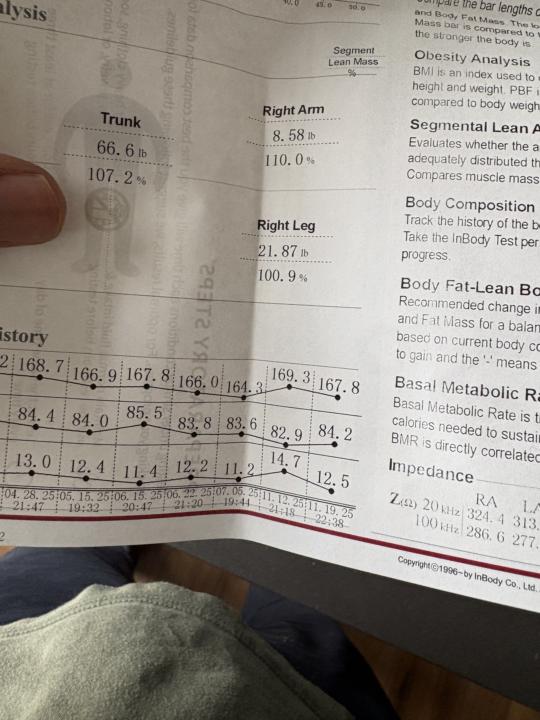 alysis
Segment
Lean Mass
%
Trunk
66.6 lb
107.2 %
Right Arm
8.58 lb
110.0 %
Right Leg
21.87 lb
100.9 %
istory
2 168.7 166.9 167.8 166.0 164.3 169.3 167.8
84.4 84.0 85.5 83.8 83.6 82.9 84.2
13.0 12.4 11.4 12.2 11.2 14.7 12.5
04.28.25 05.15.25 06.15.25 06.22.25 07.05.25 11.12.25 11.19.25
21:47 19:32 20:47 21:20 19:44 21:18 22:38
2
Compare the bar lengths o
and Body Fat Mass. The lo
Mass bar is compared to t
the stronger the body is
Obesity Analysis
BMI is an index used to
height and weight. PBF i
compared to body weigh
Segmental Lean A
Evaluates whether the a
adequately distributed th
Compares muscle mass
Body Composition
Track the history of the b
Take the InBody Test per
progress.
Body Fat-Lean Bo
Recommended change in
and Fat Mass for a balan
based on current body co
to gain and the '-' means
Basal Metabolic Ra
Basal Metabolic Rate is t
calories needed to sustai
BMR is directly correlate
Impedance
RA LA
Z(Ω) 20 kHz 324.4 313.
100 kHz 286.6 277.
Copyright©1996~by InBody Co., Ltd.